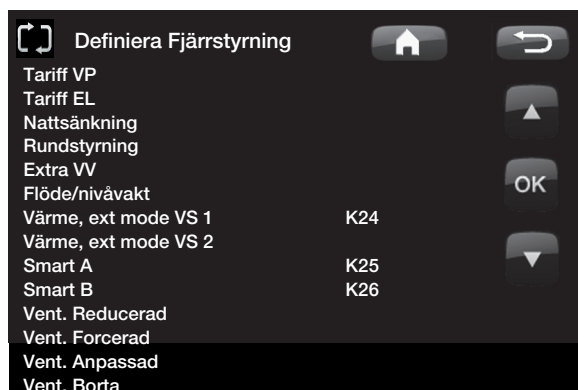 Definiera Fjärrstyrning
Tariff VP
Tariff EL
Nattsänkning
Rundstyrning
Extra VV
Flöde/nivåvakt
OK
Värme, ext mode VS 1 K24
Värme, ext mode VS 2
Smart A K25
Smart B K26
Vent. Reducerad
Vent. Forcerad
Vent. Anpassad
Vent. Borta